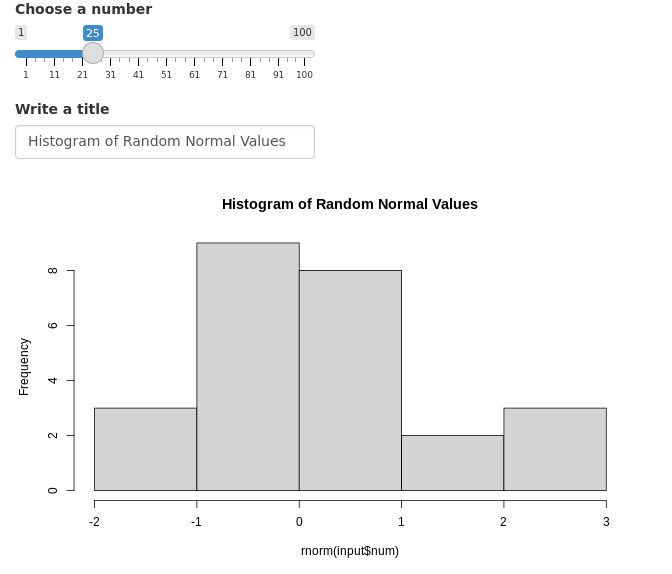 Choose a number
1 25 100
1 11 21 31 41 51 61 71 81 91 100
Write a title
Histogram of Random Normal Values
Histogram of Random Normal Values
Frequency
8
6
4
2
0
-2 -1 0 1 2 3
rnorm(input$num)